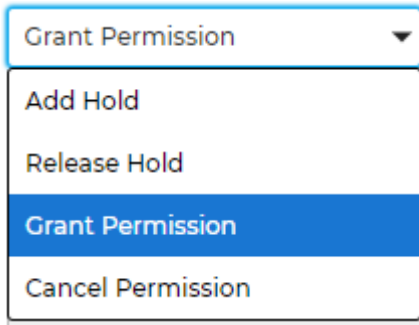 Grant Permission
Add Hold
Release Hold
Grant Permission
Cancel Permission